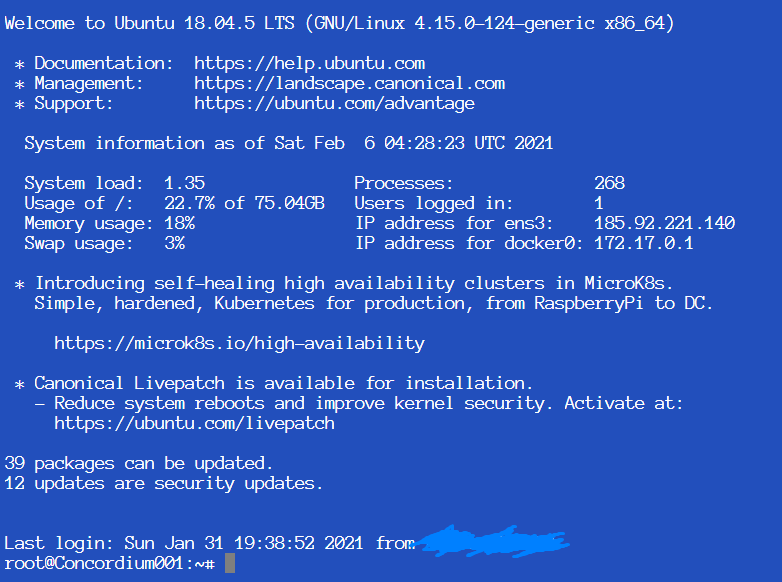 Welcome to Ubuntu 18.04.5 LTS (GNU/Linux 4.15.0-124-generic x86_64)
* Documentation:  https://help.ubuntu.com
* Management:     https://landscape.canonical.com
* Support:        https://ubuntu.com/advantage
System information as of Sat Feb  6 04:28:23 UTC 2021
System load:  1.35               Processes:              268
Usage of /:   22.7% of 75.04GB   Users logged in:        1
Memory usage: 18%                IP address for ens3:    185.92.221.140
Swap usage:   3%                 IP address for docker0: 172.17.0.1
* Introducing self-healing high availability clusters in MicroK8s.
Simple, hardened, Kubernetes for production, from RaspberryPi to DC.
https://microk8s.io/high-availability
* Canonical Livepatch is available for installation.
- Reduce system reboots and improve kernel security. Activate at:
https://ubuntu.com/livepatch
39 packages can be updated.
12 updates are security updates.
Last login: Sun Jan 31 19:38:52 2021 from
root@Concordium001:~#